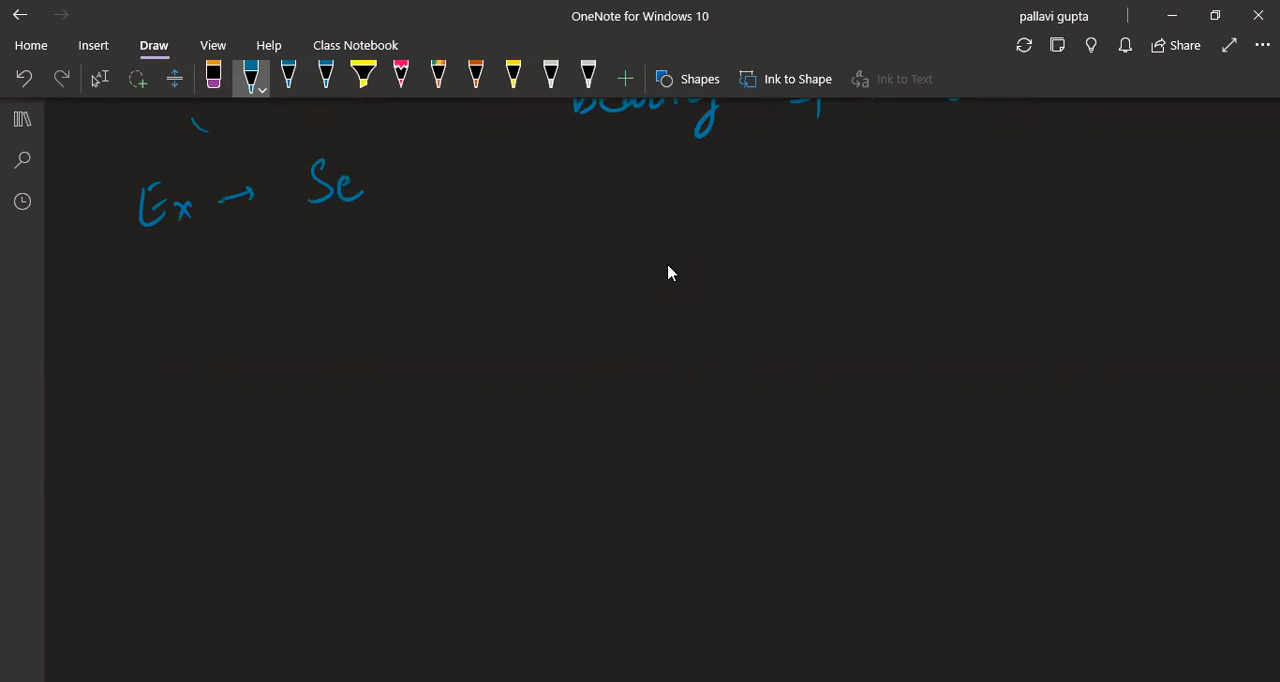 OneNote for Windows 10
pallavi gupta
Home Insert Draw View Help Class Notebook
Share
Shapes Ink to Shape Ink to Text
Ex → Se